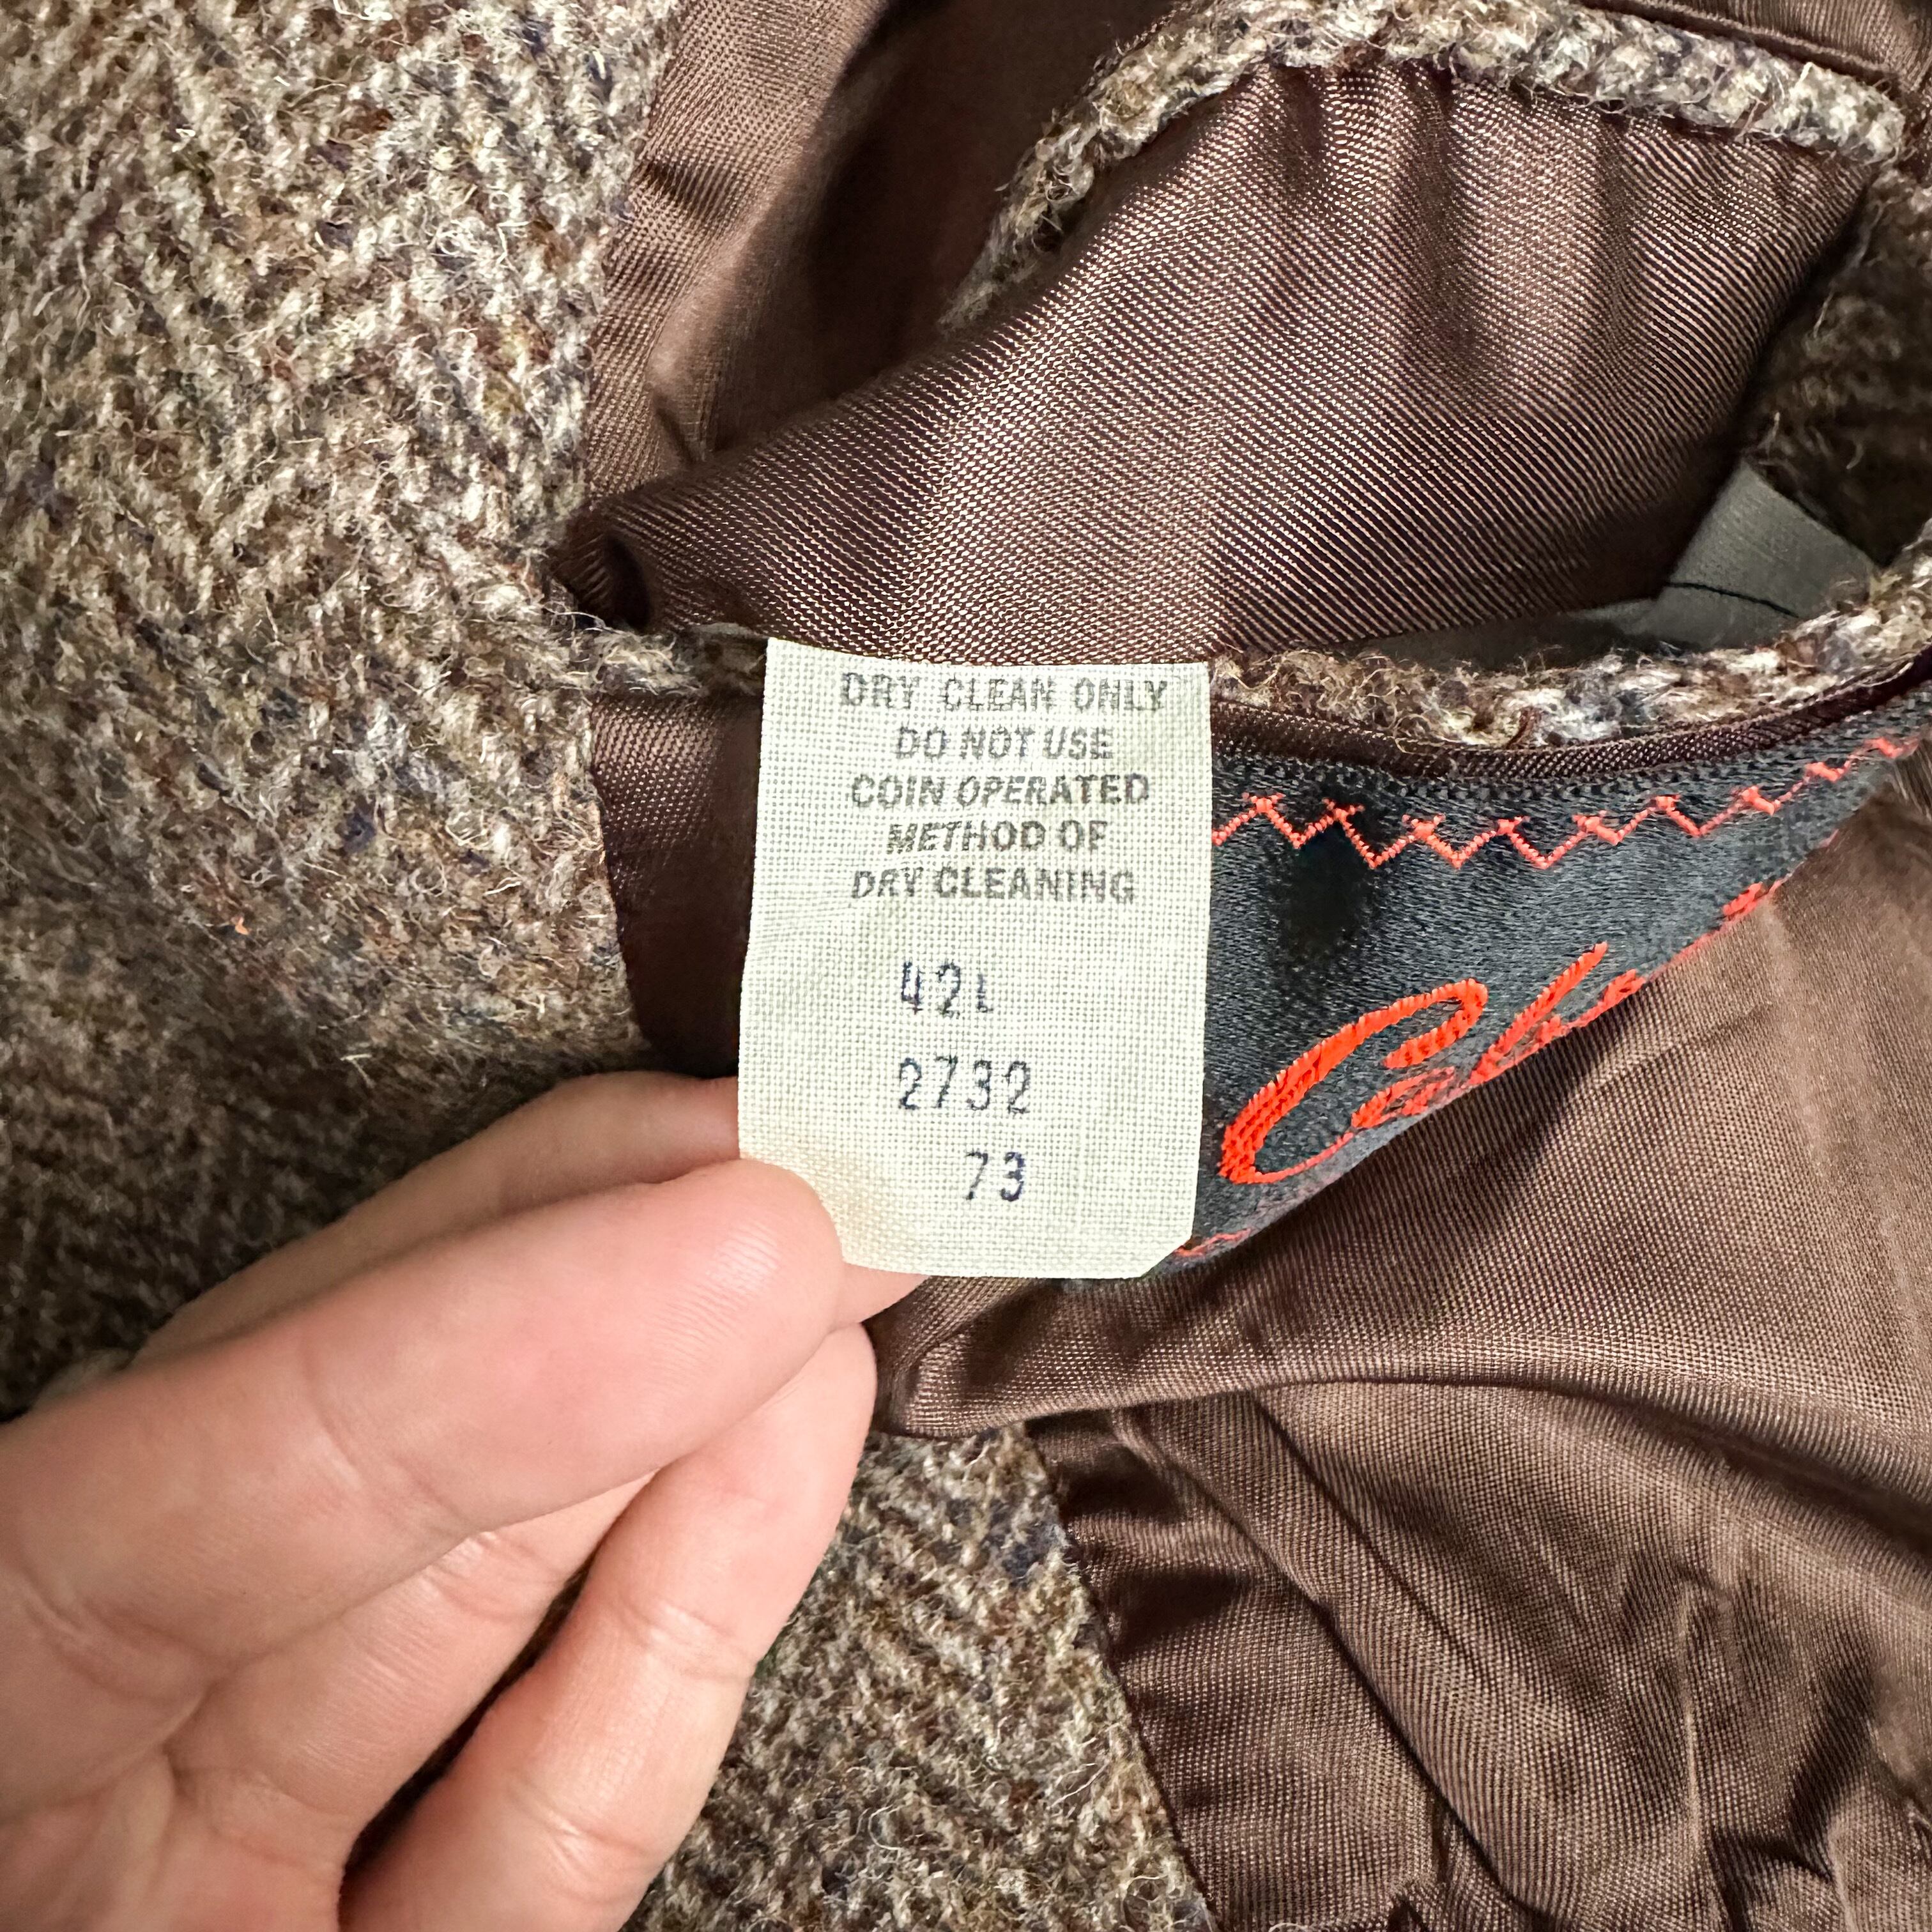 DRY CLEAN ONLY
DO NOT USE
COIN OPERATED
METHOD OF
DRY CLEANING
42L
2732
73